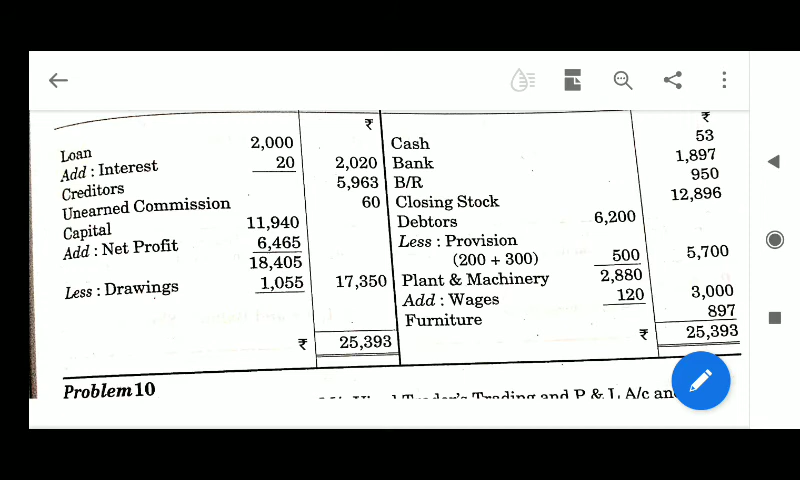 ₹ ₹
Loan 2,000 Cash 53
Add : Interest 20 2,020 Bank 1,897
Creditors 5,963 B/R 950
Unearned Commission 60 Closing Stock 12,896
Capital 11,940 Debtors 6,200
Add : Net Profit 6,465 Less : Provision
18,405 (200 + 300) 500 5,700
Less : Drawings 1,055 17,350 Plant & Machinery 2,880
Add : Wages 120 3,000
Furniture 897
₹ 25,393 ₹ 25,393
Problem 10
Trading and P & L A/c and